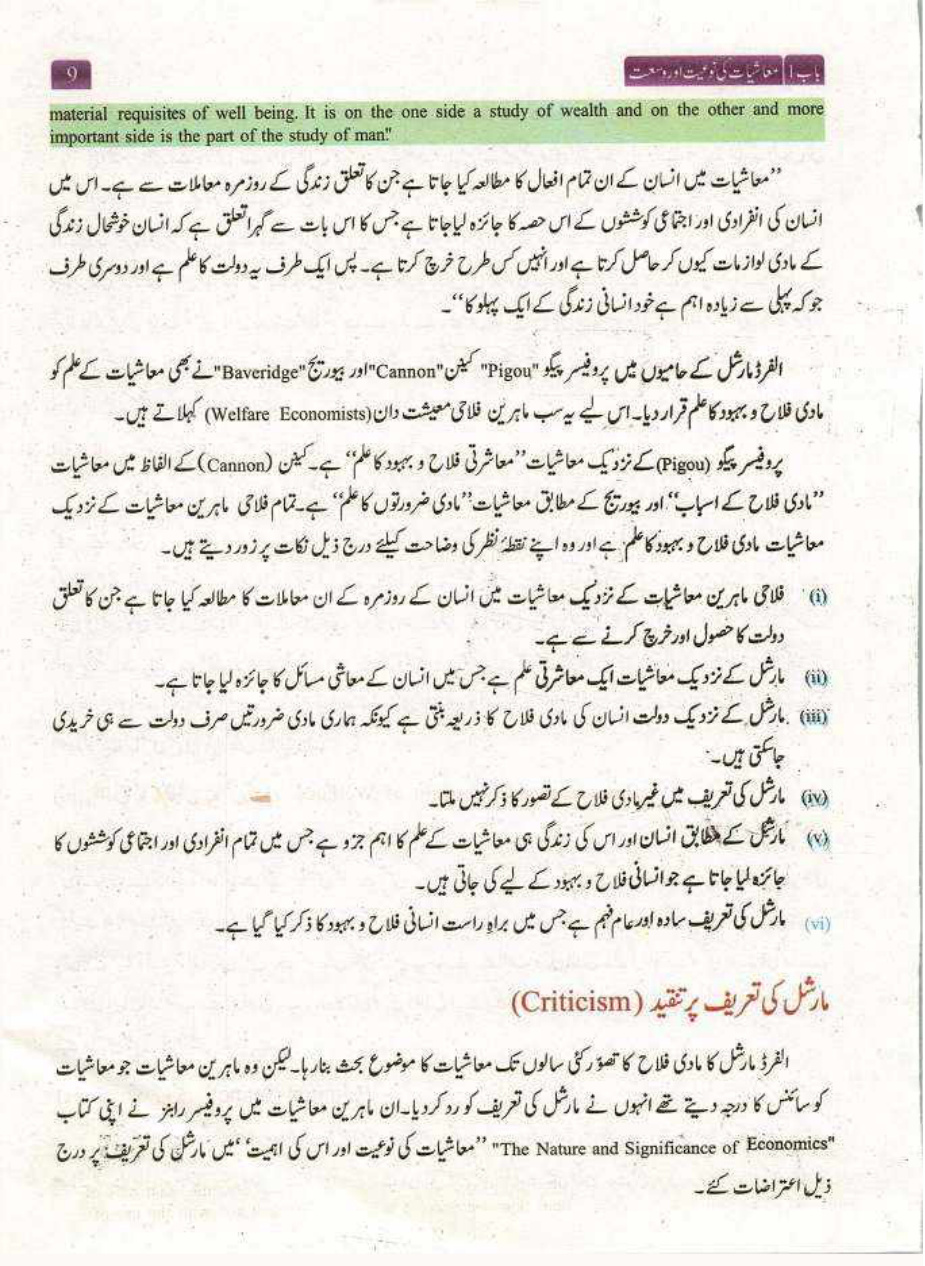 باب 1 معاشیات کی نوعیت اور وسعت
9
material requisites of well being. It is on the one side a study of wealth and on the other and more
important side is the part of the study of man."
’’معاشیات میں انسان کے ان تمام افعال کا مطالعہ کیا جاتا ہے جن کا تعلق زندگی کے روزمرہ معاملات سے ہے۔ اس میں
انسان کی انفرادی اور اجتماعی کوششوں کے اس حصہ کا جائزہ لیا جاتا ہے جس کا اس بات سے گہرا تعلق ہے کہ انسان خوشحال زندگی
کے مادی لوازمات کیوں کر حاصل کرتا ہے اور انہیں کس طرح خرچ کرتا ہے۔ پس ایک طرف یہ دولت کا علم ہے اور دوسری طرف
جو کہ پہلی سے زیادہ اہم ہے خود انسانی زندگی کے ایک پہلو کا‘‘۔
الفرڈ مارشل کے حامیوں میں پروفیسر پیگو "Pigou" کینن "Cannon" اور بیوریج "Baveridge" نے بھی معاشیات کے علم کو
مادی فلاح و بہبود کا علم قرار دیا۔ اس لیے یہ سب ماہرین فلاحی معیشت دان (Welfare Economists) کہلاتے ہیں۔
پروفیسر پیگو (Pigou) کے نزدیک معاشیات ’’معاشرتی فلاح و بہبود کا علم‘‘ ہے۔ کینن (Cannon) کے الفاظ میں معاشیات
’’مادی فلاح کے اسباب‘‘ اور بیوریج کے مطابق معاشیات ’’مادی ضرورتوں کا علم‘‘ ہے۔ تمام فلاحی ماہرین معاشیات کے نزدیک
معاشیات مادی فلاح و بہبود کا علم ہے اور وہ اپنے نقطۂ نظر کی وضاحت کیلئے درج ذیل نکات پر زور دیتے ہیں۔
(i) فلاحی ماہرین معاشیات کے نزدیک معاشیات میں انسان کے روزمرہ کے ان معاملات کا مطالعہ کیا جاتا ہے جن کا تعلق
دولت کا حصول اور خرچ کرنے سے ہے۔
(ii) مارشل کے نزدیک معاشیات ایک معاشرتی علم ہے جس میں انسان کے معاشی مسائل کا جائزہ لیا جاتا ہے۔
(iii) مارشل کے نزدیک دولت انسان کی مادی فلاح کا ذریعہ بنتی ہے کیونکہ ہماری مادی ضرورتیں صرف دولت سے ہی خریدی
جاسکتی ہیں۔
(iv) مارشل کی تعریف میں غیر مادی فلاح کے تصور کا ذکر نہیں ملتا۔
(v) مارشل کے مطابق انسان اور اس کی زندگی ہی معاشیات کے علم کا اہم جزو ہے جس میں تمام انفرادی اور اجتماعی کوششوں کا
جائزہ لیا جاتا ہے جو انسانی فلاح و بہبود کے لیے کی جاتی ہیں۔
(vi) مارشل کی تعریف سادہ اور عام فہم ہے جس میں براہِ راست انسانی فلاح و بہبود کا ذکر کیا گیا ہے۔
مارشل کی تعریف پر تنقید (Criticism)
الفرڈ مارشل کا مادی فلاح کا تصوّر کئی سالوں تک معاشیات کا موضوع بحث بنا رہا۔ لیکن وہ ماہرین معاشیات جو معاشیات
کو سائنس کا درجہ دیتے تھے انہوں نے مارشل کی تعریف کو رد کر دیا۔ ان ماہرین معاشیات میں پروفیسر رابنز نے اپنی کتاب
"The Nature and Significance of Economics" ’’معاشیات کی نوعیت اور اس کی اہمیت‘‘ میں مارشل کی تعریف پر درج
ذیل اعتراضات کئے۔